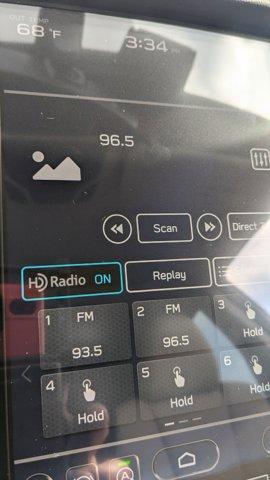 OUT TEMP
68 °F
3:34
96.5
Scan
Direct
HD Radio ON
Replay
1 FM
93.5
2 FM
96.5
3
Hold
4
Hold
5
Hold
6
Hold
A